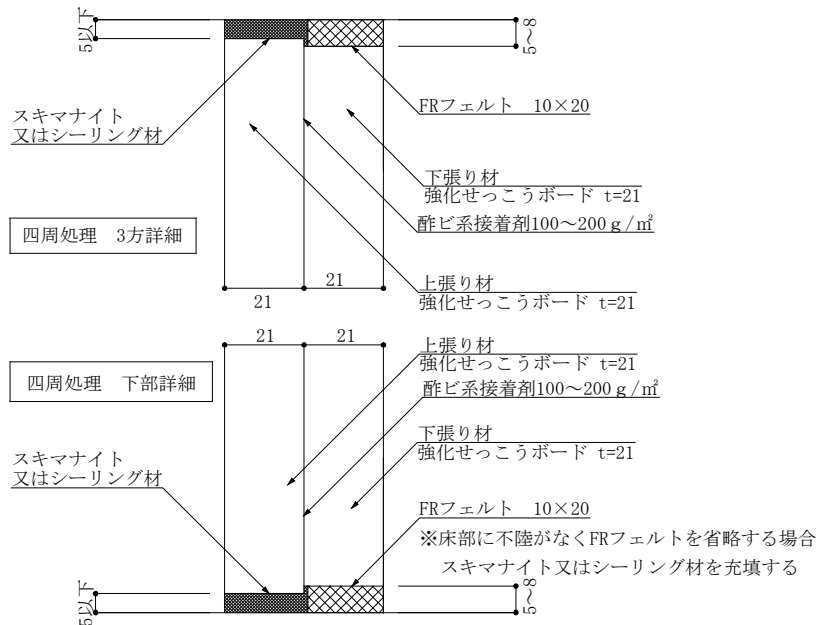 5以下
5～8
スキマナイト
又はシーリング材
FRフェルト　10×20
下張り材
強化せっこうボード t=21
酢ビ系接着剤100～200ｇ/㎡
四周処理　3方詳細
21
21
上張り材
強化せっこうボード t=21
21
21
上張り材
強化せっこうボード t=21
四周処理　下部詳細
酢ビ系接着剤100～200ｇ/㎡
下張り材
強化せっこうボード t=21
スキマナイト
又はシーリング材
FRフェルト　10×20
※床部に不陸がなくFRフェルトを省略する場合
スキマナイト又はシーリング材を充填する
5以下
5～8